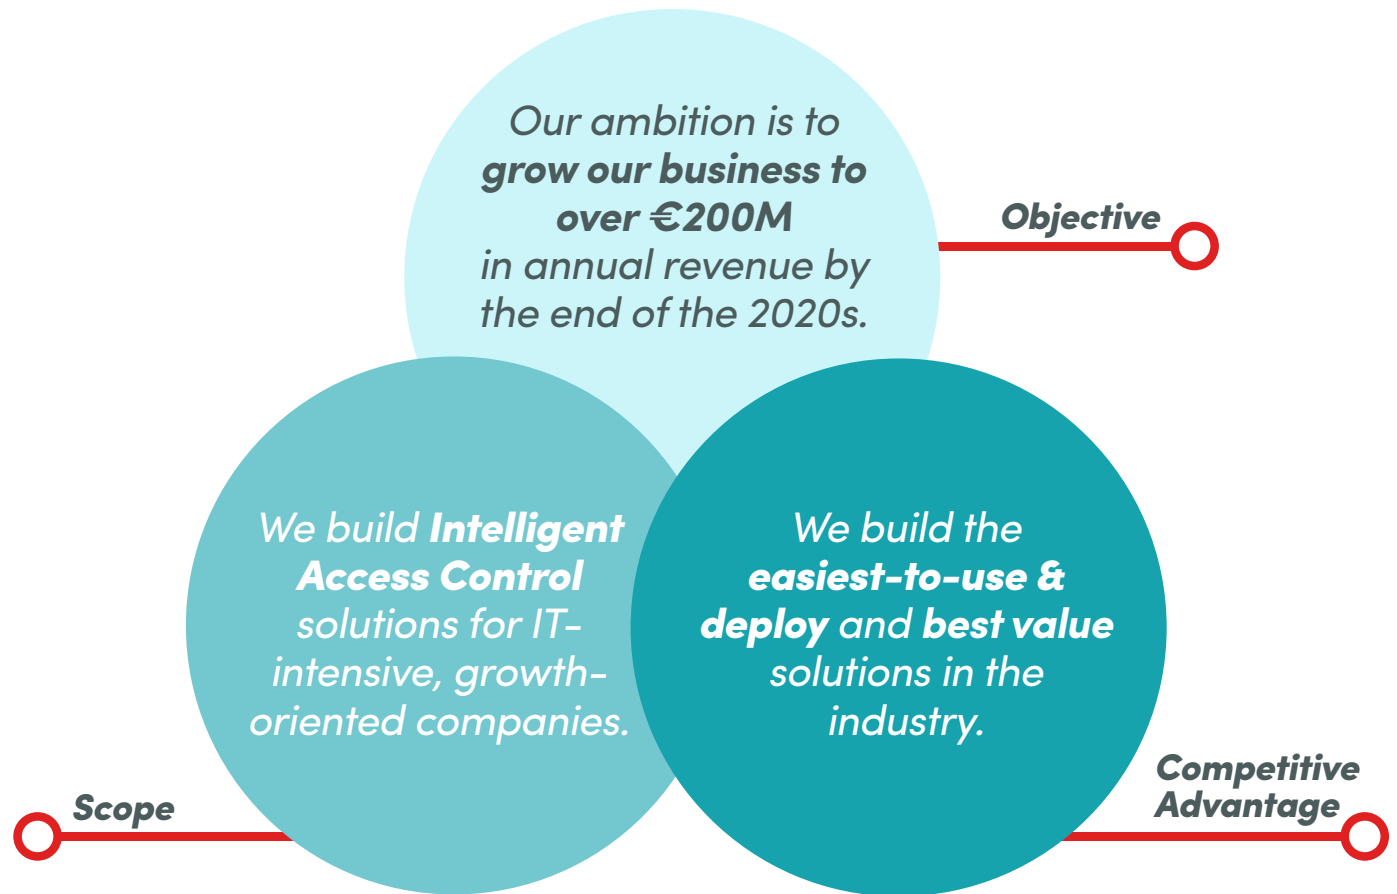 Our ambition is to
grow our business to
over €200M
in annual revenue by
the end of the 2020s.
Objective
We build Intelligent
Access Control
solutions for IT-
intensive, growth-
oriented companies.
Scope
We build the
easiest-to-use &
deploy and best value
solutions in the
industry.
Competitive
Advantage